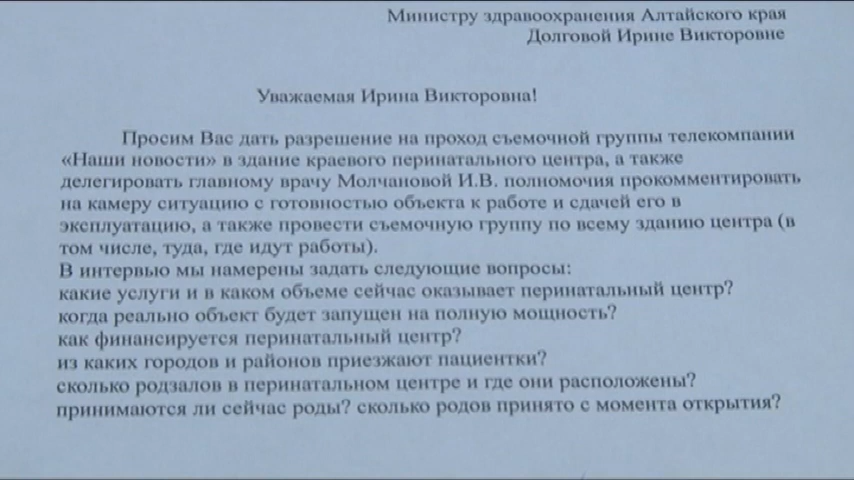 Министру здравоохранения Алтайского края
Долговой Ирине Викторовне
Уважаемая Ирина Викторовна!
Просим Вас дать разрешение на проход съемочной группы телекомпании
«Наши новости» в здание краевого перинатального центра, а также
делегировать главному врачу Молчановой И.В. полномочия прокомментировать
на камеру ситуацию с готовностью объекта к работе и сдачей его в
эксплуатацию, а также провести съемочную группу по всему зданию центра (в
том числе, туда, где идут работы).
В интервью мы намерены задать следующие вопросы:
какие услуги и в каком объеме сейчас оказывает перинатальный центр?
когда реально объект будет запущен на полную мощность?
как финансируется перинатальный центр?
из каких городов и районов приезжают пациентки?
сколько родзалов в перинатальном центре и где они расположены?
принимаются ли сейчас роды? сколько родов принято с момента открытия?